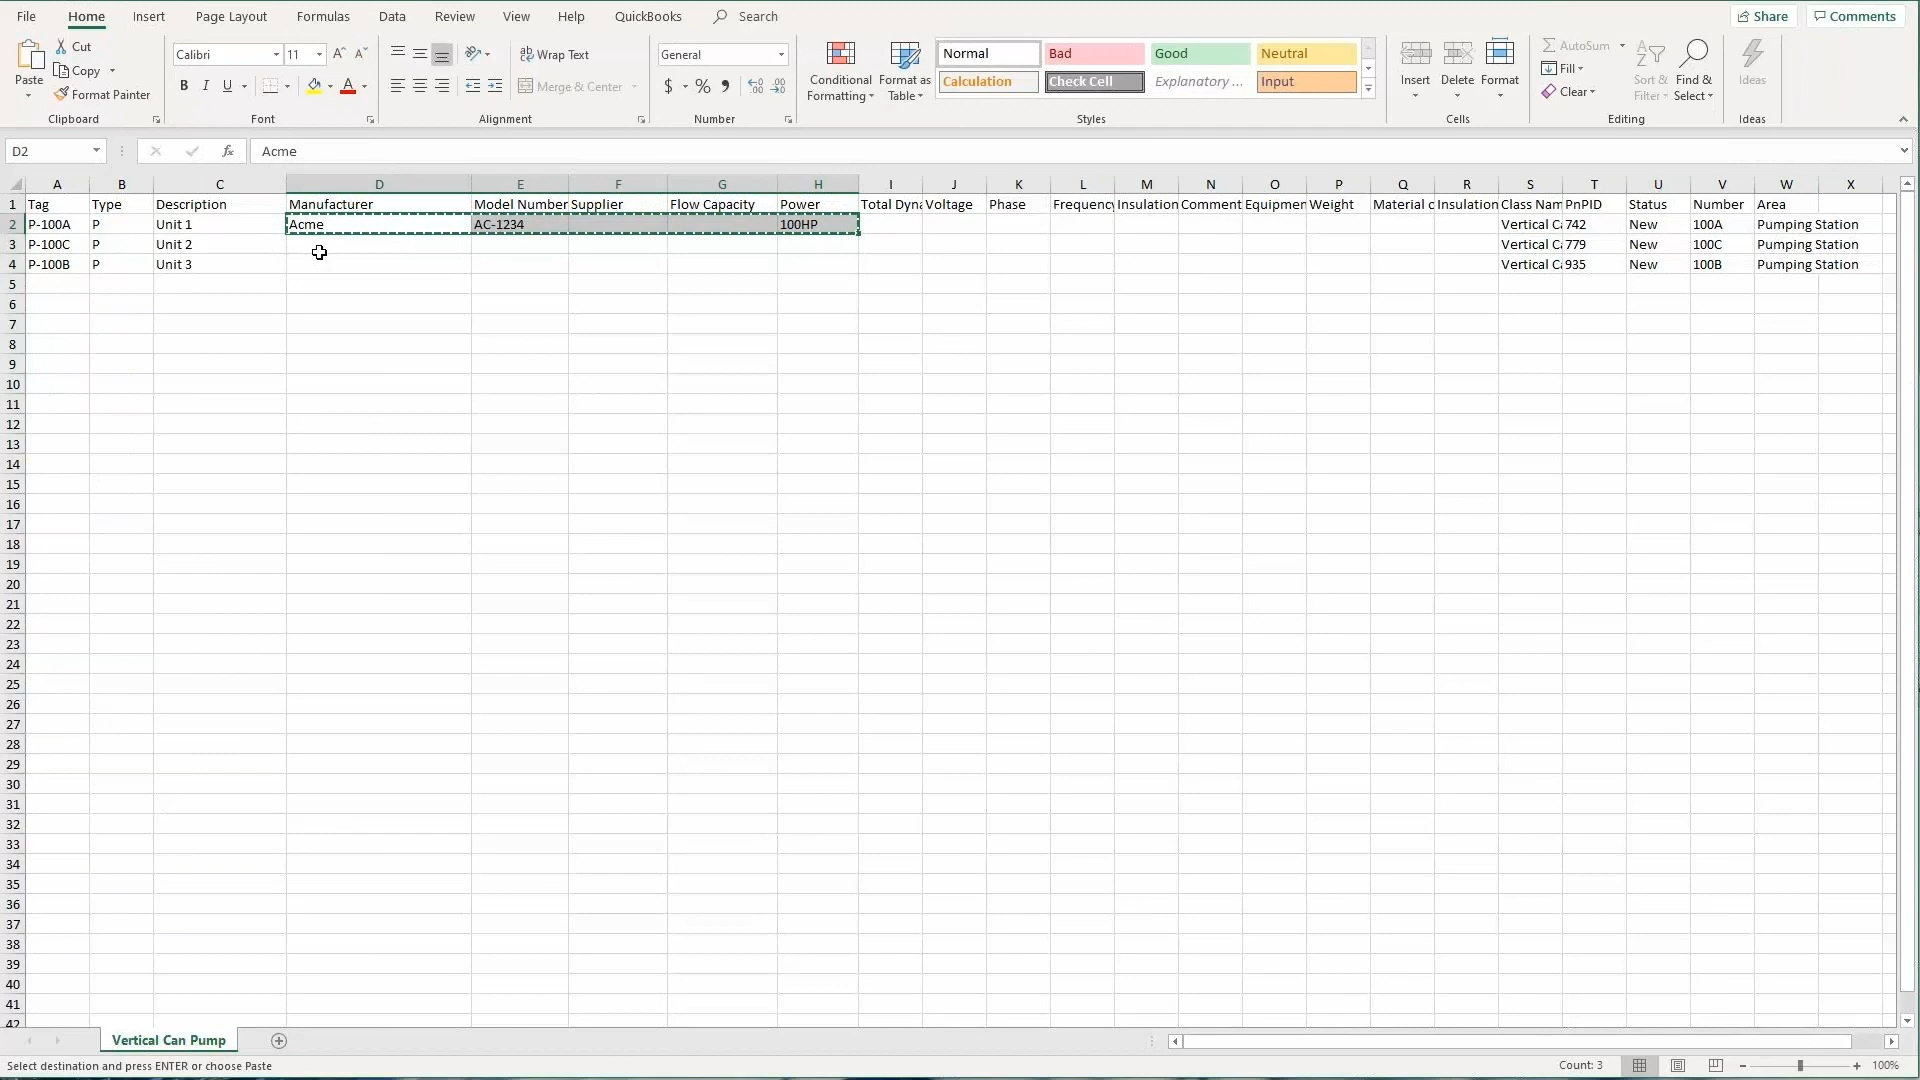 File Home Insert Page Layout Formulas Data Review View Help QuickBooks Search Share Comments
Paste Cut Copy Format Painter Clipboard
Calibri 11 A A B I U A Font
ab Wrap Text Merge & Center Alignment
General $ % , Number
Conditional Formatting Format as Table
Normal Bad Good Neutral
Calculation Check Cell Explanatory ... Input
Styles
Insert Delete Format Cells
AutoSum Fill Clear Sort & Filter Find & Select Editing
Ideas Ideas
D2 fx Acme
A B C D E F G H I J K L M N O P Q R S T U V W X
1 Tag Type Description Manufacturer Model Number Supplier Flow Capacity Power Total Dyna Voltage Phase Frequency Insulation Comment Equipmen Weight Material c Insulation Class Nam PnPID Status Number Area
2 P-100A P Unit 1 Acme AC-1234 100HP Vertical Ca 742 New 100A Pumping Station
3 P-100C P Unit 2 Vertical Ca 779 New 100C Pumping Station
4 P-100B P Unit 3 Vertical Ca 935 New 100B Pumping Station
5
6
7
8
9
10
11
12
13
14
15
16
17
18
19
20
21
22
23
24
25
26
27
28
29
30
31
32
33
34
35
36
37
38
39
40
41
42
Vertical Can Pump
Select destination and press ENTER or choose Paste Count: 3 100%